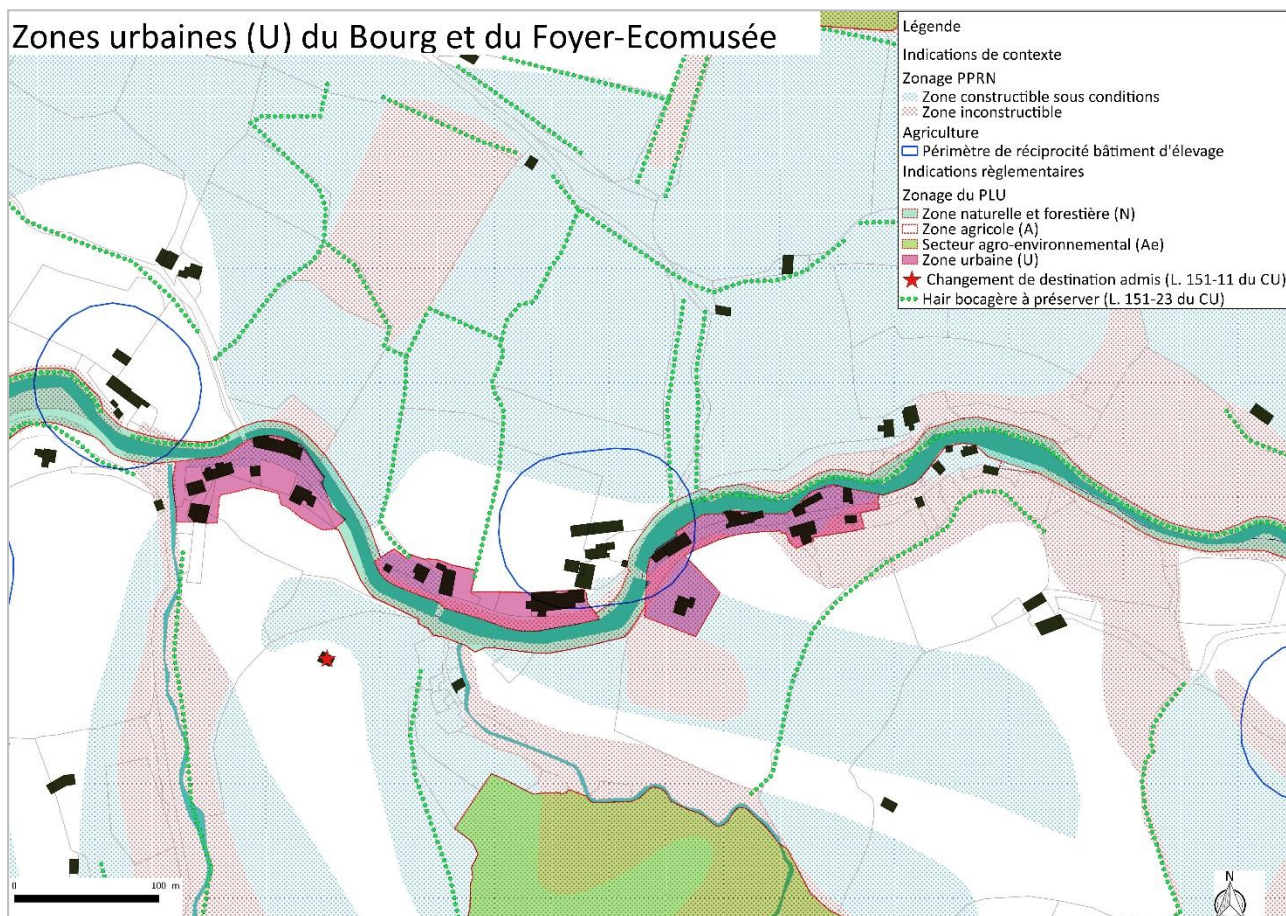 Zones urbaines (U) du Bourg et du Foyer-Ecomusée
Légende
Indications de contexte
Zonage PPRN
Zone constructible sous conditions
Zone inconstructible
Agriculture
Périmètre de réciprocité bâtiment d'élevage
Indications règlementaires
Zonage du PLU
Zone naturelle et forestière (N)
Zone agricole (A)
Secteur agro-environnemental (Ae)
Zone urbaine (U)
Changement de destination admis (L. 151-11 du CU)
Hair bocagère à préserver (L. 151-23 du CU)
0 100 m
N